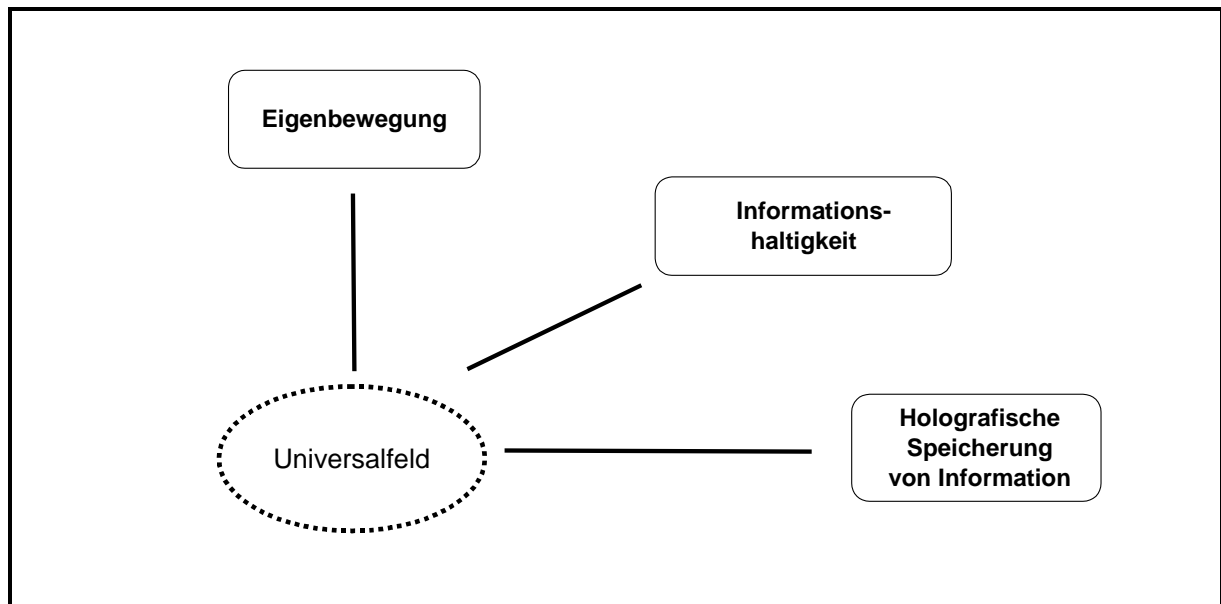 Eigenbewegung
Informations-
haltigkeit
Holografische
Speicherung
von Information
Universalfeld